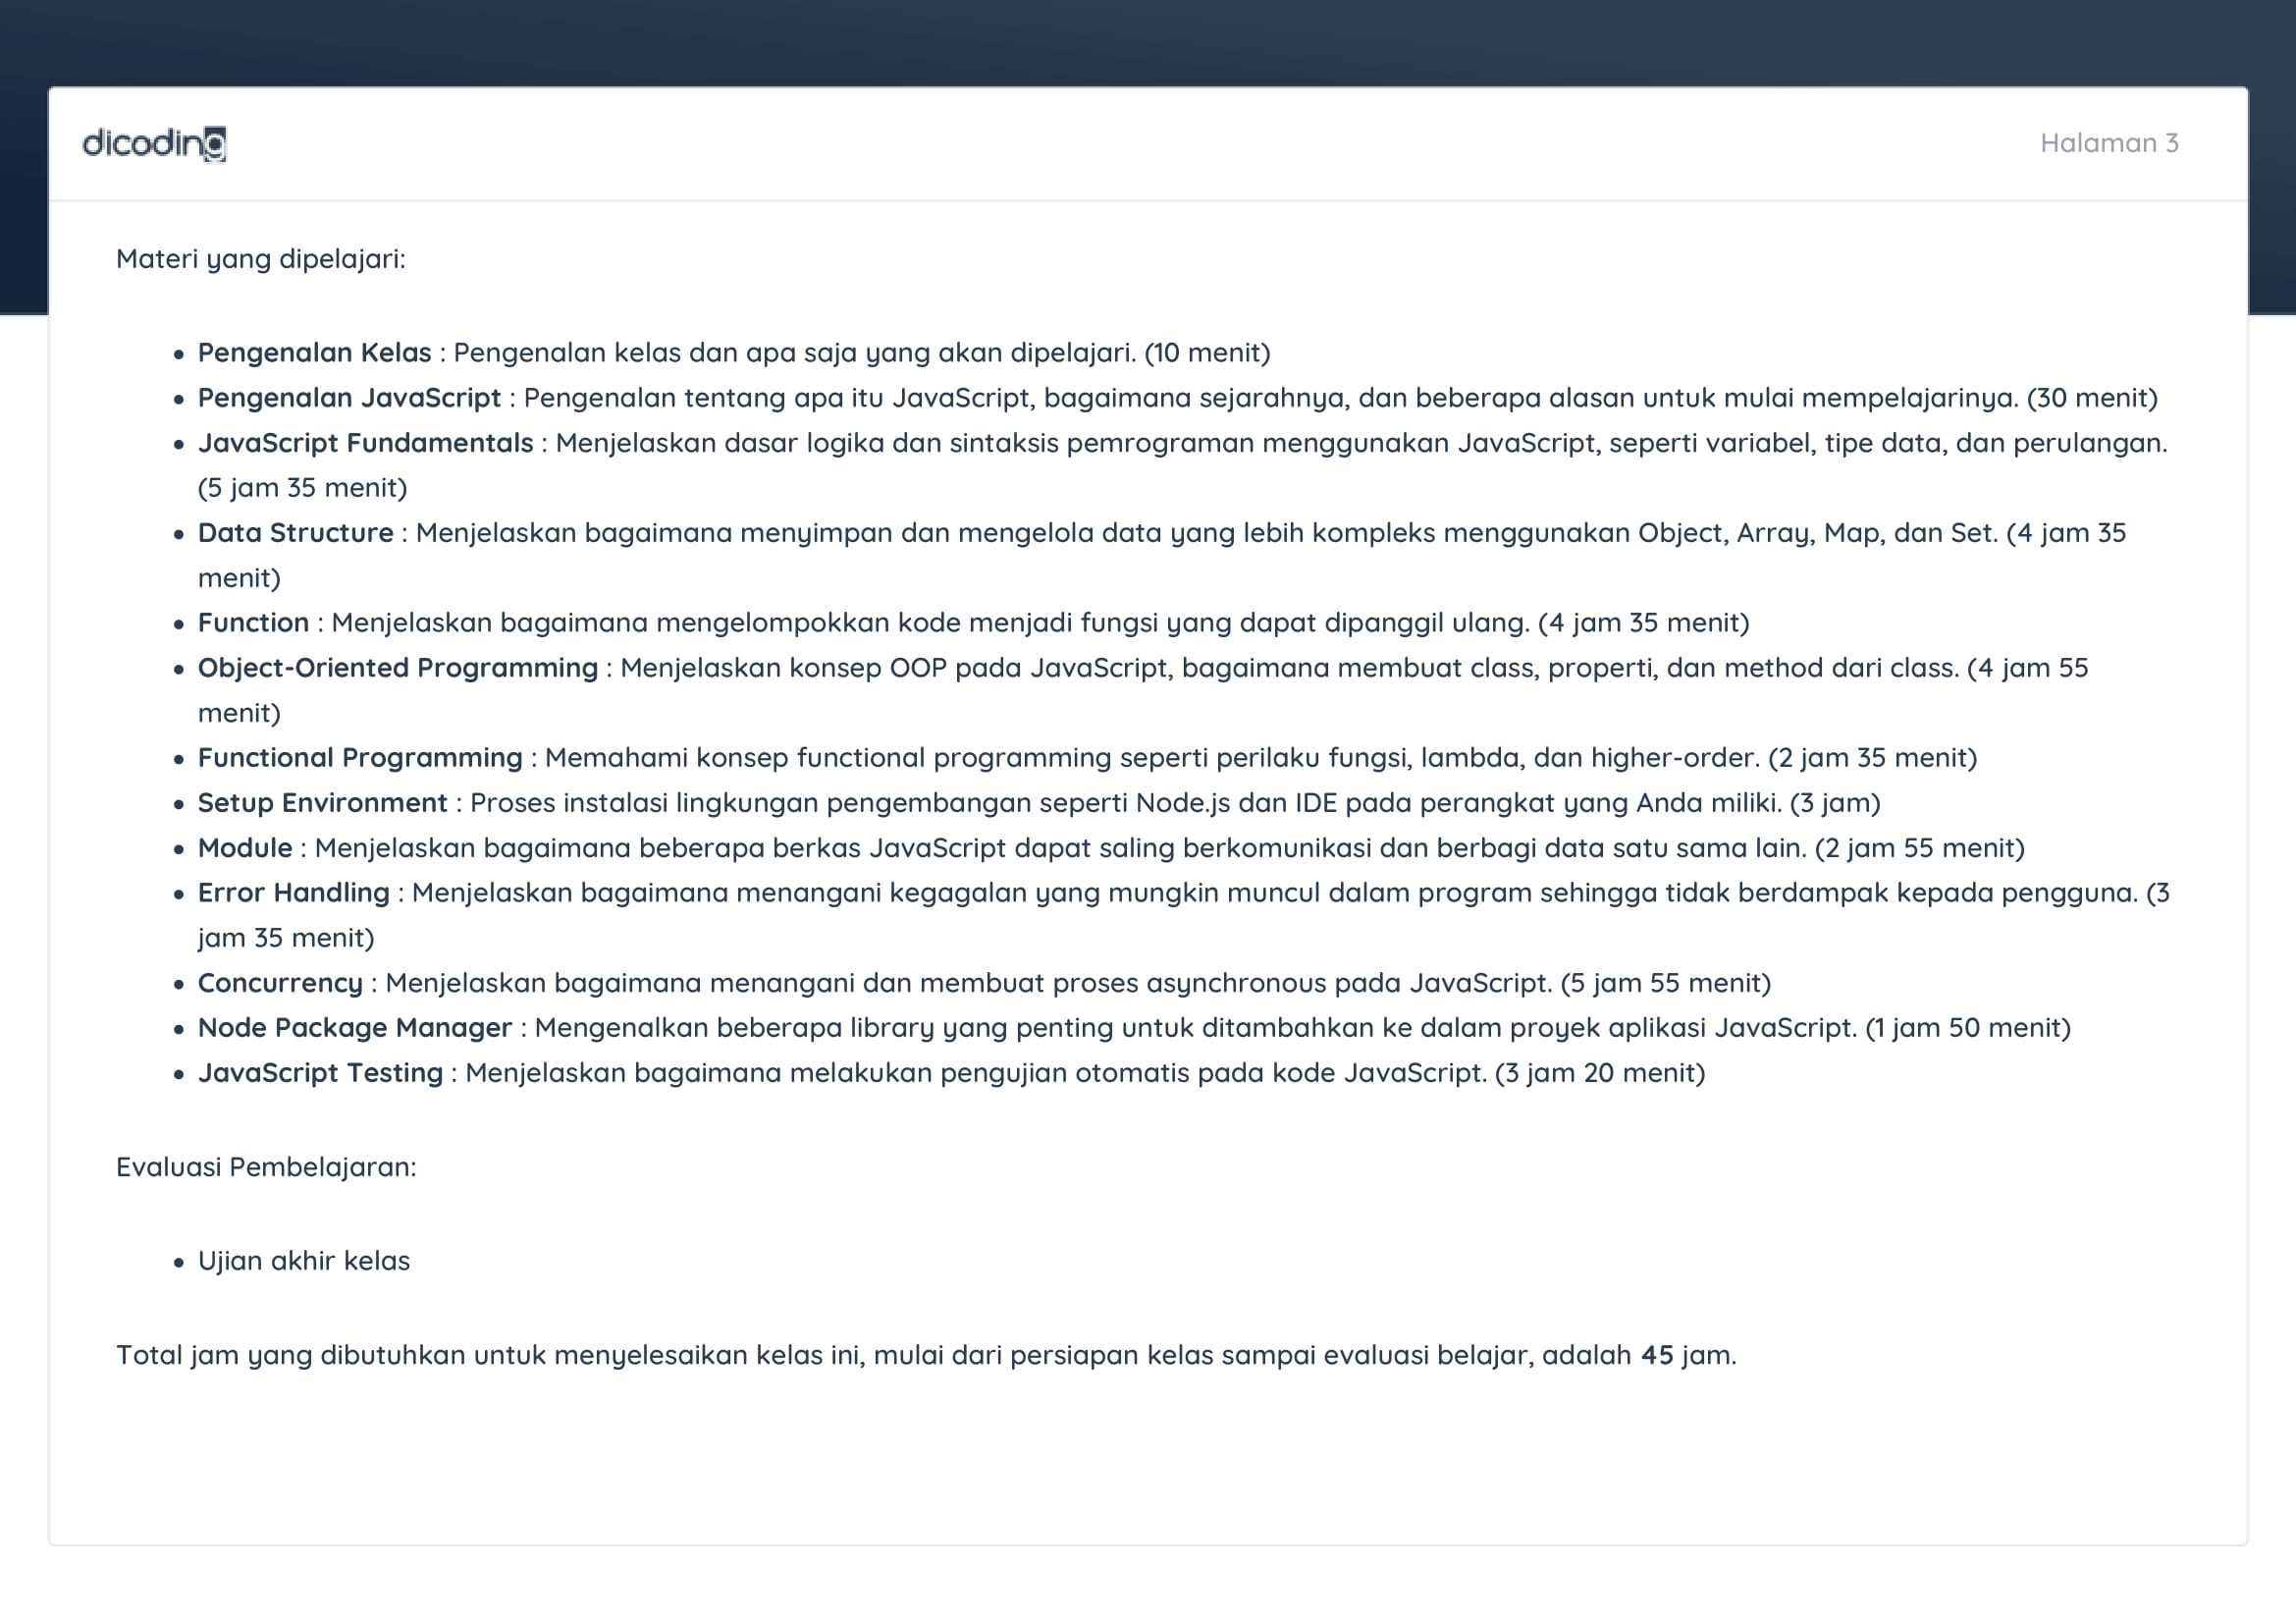 dicoding
Halaman 3
Materi yang dipelajari:
• Pengenalan Kelas : Pengenalan kelas dan apa saja yang akan dipelajari. (10 menit)
• Pengenalan JavaScript : Pengenalan tentang apa itu JavaScript, bagaimana sejarahnya, dan beberapa alasan untuk mulai mempelajarinya. (30 menit)
• JavaScript Fundamentals : Menjelaskan dasar logika dan sintaksis pemrograman menggunakan JavaScript, seperti variabel, tipe data, dan perulangan.
(5 jam 35 menit)
• Data Structure : Menjelaskan bagaimana menyimpan dan mengelola data yang lebih kompleks menggunakan Object, Array, Map, dan Set. (4 jam 35
menit)
• Function : Menjelaskan bagaimana mengelompokkan kode menjadi fungsi yang dapat dipanggil ulang. (4 jam 35 menit)
• Object-Oriented Programming : Menjelaskan konsep OOP pada JavaScript, bagaimana membuat class, properti, dan method dari class. (4 jam 55
menit)
• Functional Programming : Memahami konsep functional programming seperti perilaku fungsi, lambda, dan higher-order. (2 jam 35 menit)
• Setup Environment : Proses instalasi lingkungan pengembangan seperti Node.js dan IDE pada perangkat yang Anda miliki. (3 jam)
• Module : Menjelaskan bagaimana beberapa berkas JavaScript dapat saling berkomunikasi dan berbagi data satu sama lain. (2 jam 55 menit)
• Error Handling : Menjelaskan bagaimana menangani kegagalan yang mungkin muncul dalam program sehingga tidak berdampak kepada pengguna. (3
jam 35 menit)
• Concurrency : Menjelaskan bagaimana menangani dan membuat proses asynchronous pada JavaScript. (5 jam 55 menit)
• Node Package Manager : Mengenalkan beberapa library yang penting untuk ditambahkan ke dalam proyek aplikasi JavaScript. (1 jam 50 menit)
• JavaScript Testing : Menjelaskan bagaimana melakukan pengujian otomatis pada kode JavaScript. (3 jam 20 menit)
Evaluasi Pembelajaran:
• Ujian akhir kelas
Total jam yang dibutuhkan untuk menyelesaikan kelas ini, mulai dari persiapan kelas sampai evaluasi belajar, adalah 45 jam.